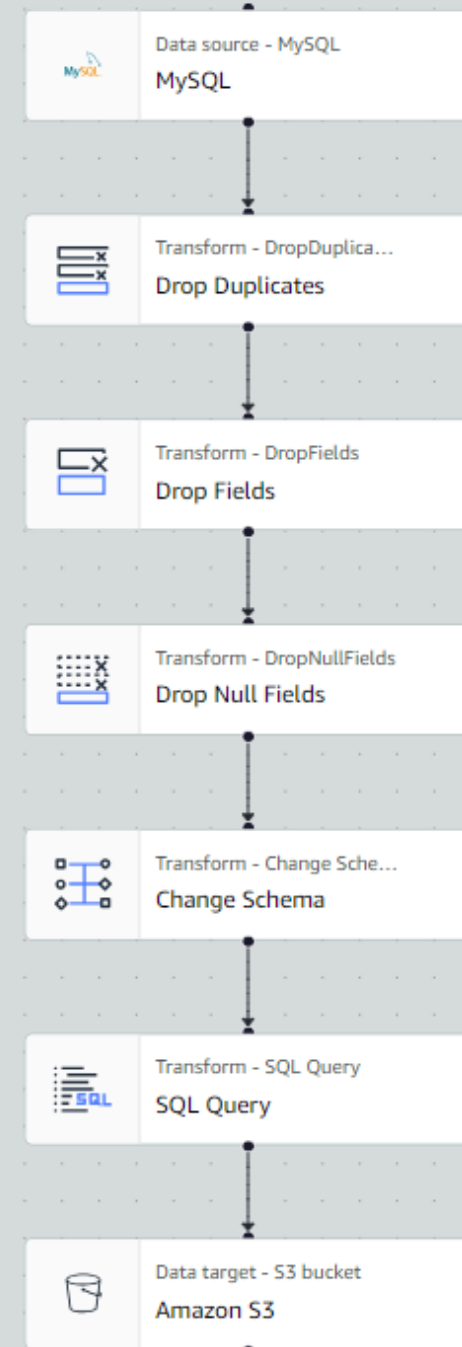 MySQL
Data source - MySQL
MySQL
Transform - DropDuplica...
Drop Duplicates
Transform - DropFields
Drop Fields
Transform - DropNullFields
Drop Null Fields
Transform - Change Sche...
Change Schema
SQL
Transform - SQL Query
SQL Query
Data target - S3 bucket
Amazon S3